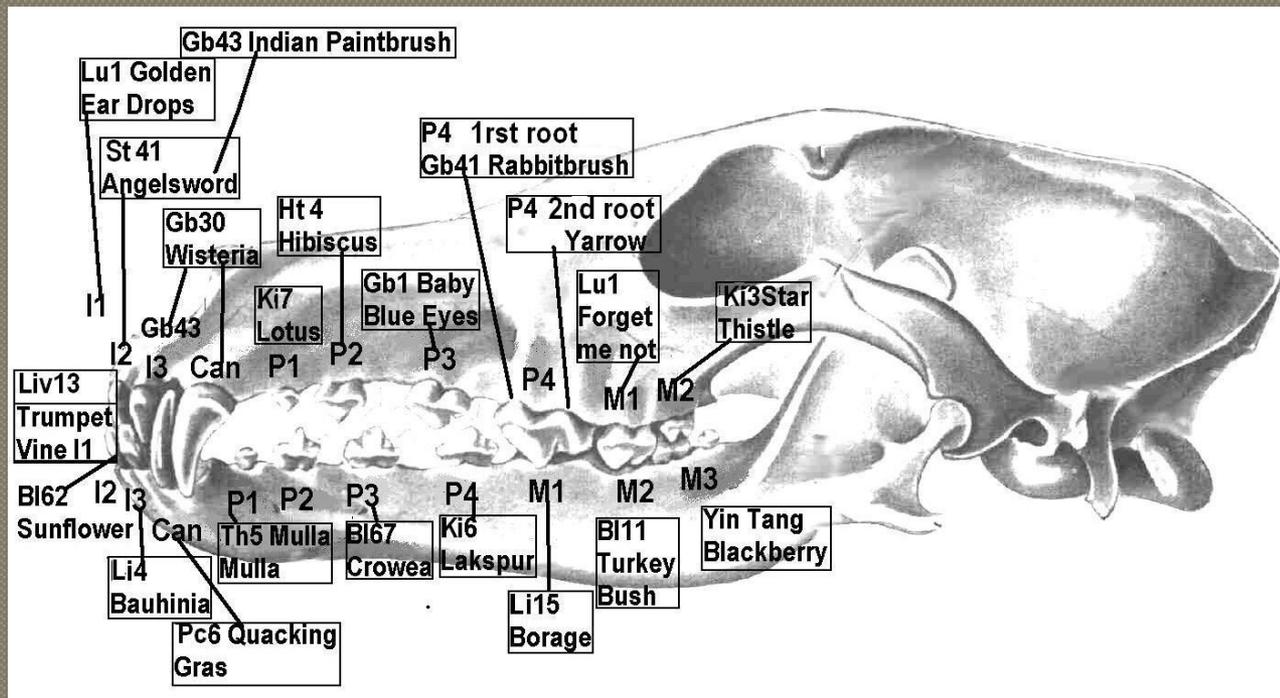 Gb43 Indian Paintbrush
Lu1 Golden
Ear Drops
St 41
Angelsword
P4 1rst root
Gb41 Rabbitbrush
Gb30
Wisteria
Ht 4
Hibiscus
P4 2nd root
Yarrow
Ki7
Lotus
Gb1 Baby
Blue Eyes
Lu1
Forget
me not
Ki3Star
Thistle
I1
Gb43
I2
I3
Can
P1
P2
P3
P4
M1
M2
Liv13
Trumpet
Vine I1
Bl62
Sunflower
I2
I3
Can
P1
P2
P3
P4
M1
M2
M3
Th5 Mulla
Mulla
Bl67
Crowea
Ki6
Lakspur
Bl11
Turkey
Bush
Yin Tang
Blackberry
Li4
Bauhinia
Li15
Borage
Pc6 Quacking
Gras